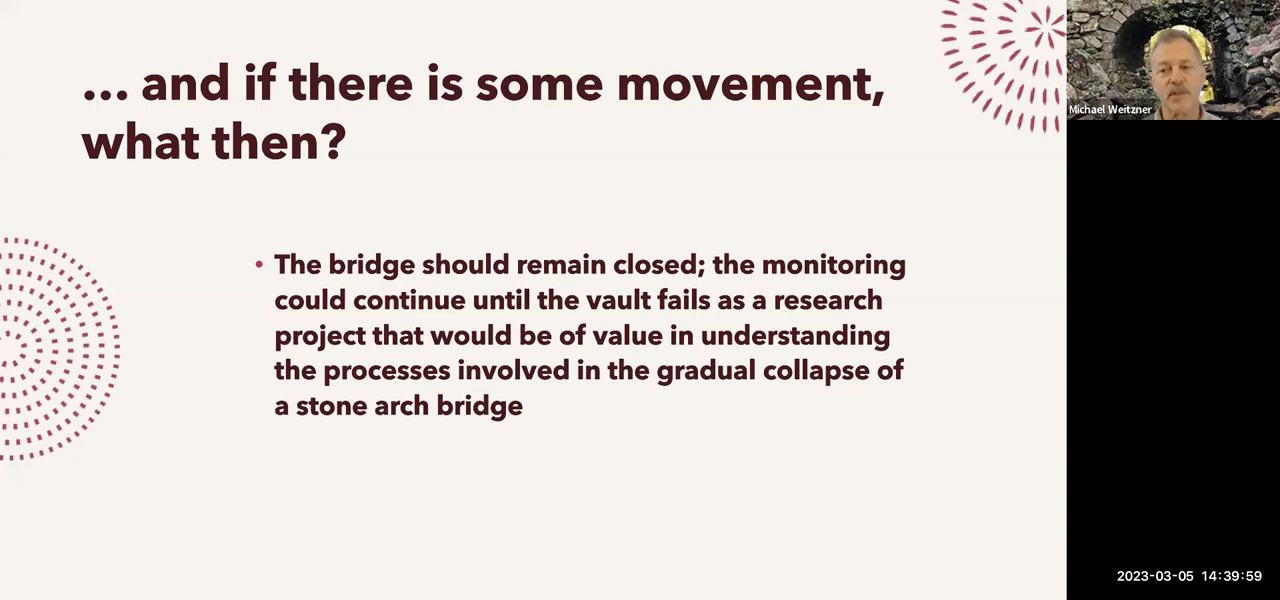 ... and if there is some movement,
what then?
• The bridge should remain closed; the monitoring
could continue until the vault fails as a research
project that would be of value in understanding
the processes involved in the gradual collapse of
a stone arch bridge
Michael Weitzner
2023-03-05 14:39:59